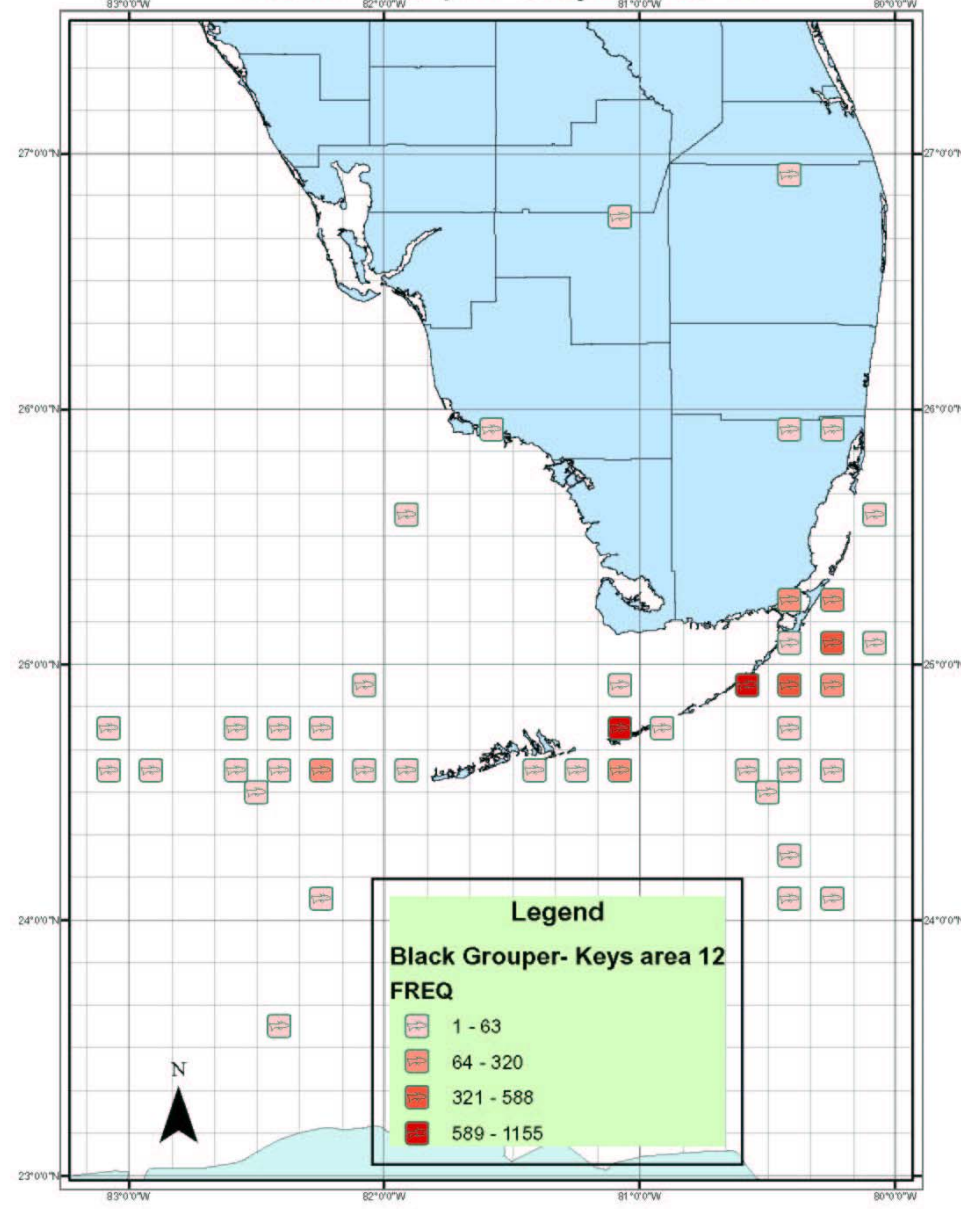 83°0'0"W 82°0'0"W 81°0'0"W 80°0'0"W
27°0'0"N 27°0'0"N
26°0'0"N 26°0'0"N
26°0'0"N 25°0'0"N
24°0'0"N 24°0'0"N
Legend
Black Grouper- Keys area 12
FREQ
1 - 63
64 - 320
321 - 588
589 - 1155
N
23°0'0"N 23°0'0"N
83°0'0"W 82°0'0"W 81°0'0"W 80°0'0"W